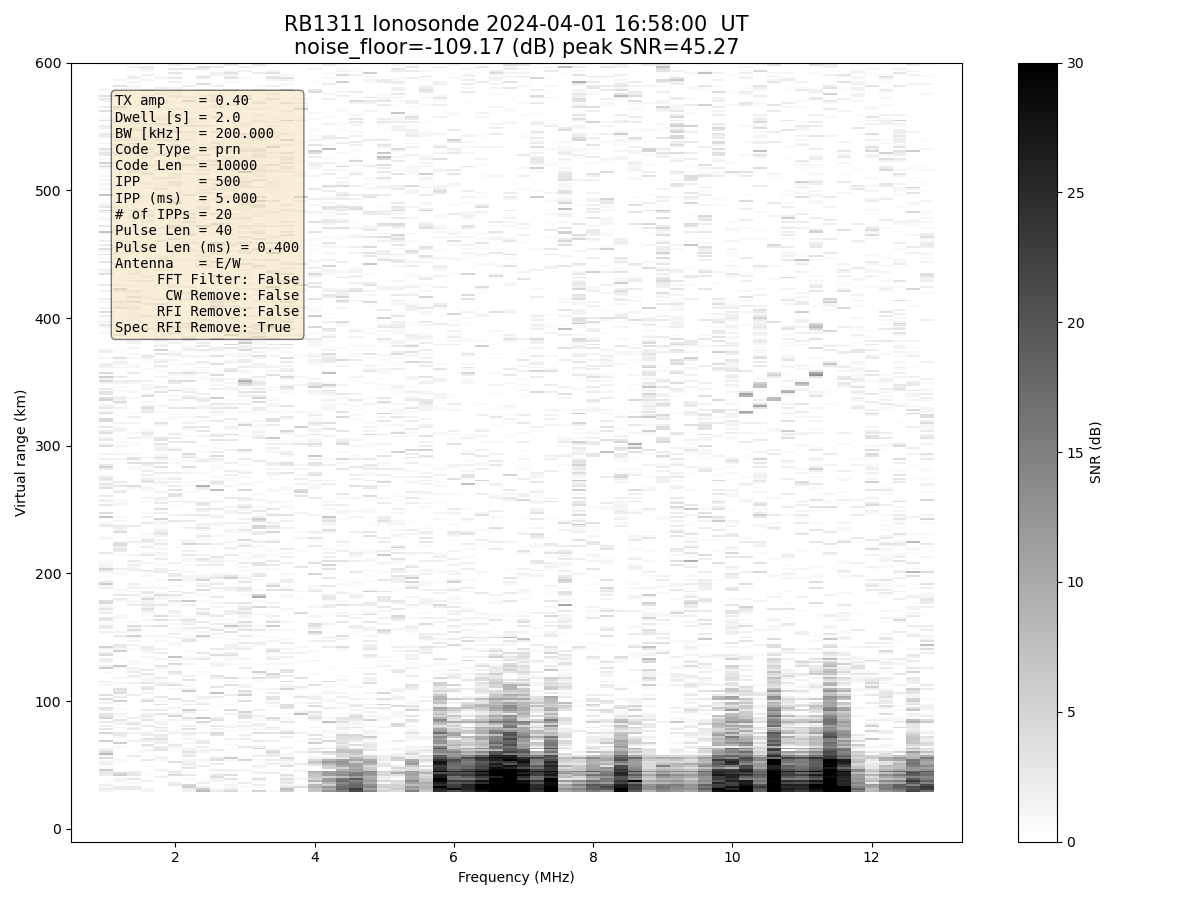 RB1311 Ionosonde 2024-04-01 16:58:00  UT
noise_floor=-109.17 (dB) peak SNR=45.27
TX amp    = 0.40
Dwell [s] = 2.0
BW [kHz]  = 200.000
Code Type = prn
Code Len  = 10000
IPP       = 500
IPP (ms)  = 5.000
# of IPPs = 20
Pulse Len = 40
Pulse Len (ms) = 0.400
Antenna   = E/W
FFT Filter: False
CW Remove: False
RFI Remove: False
Spec RFI Remove: True
600
500
400
300
200
100
0
Virtual range (km)
2 4 6 8 10 12
Frequency (MHz)
30
25
20
15
10
5
0
SNR (dB)